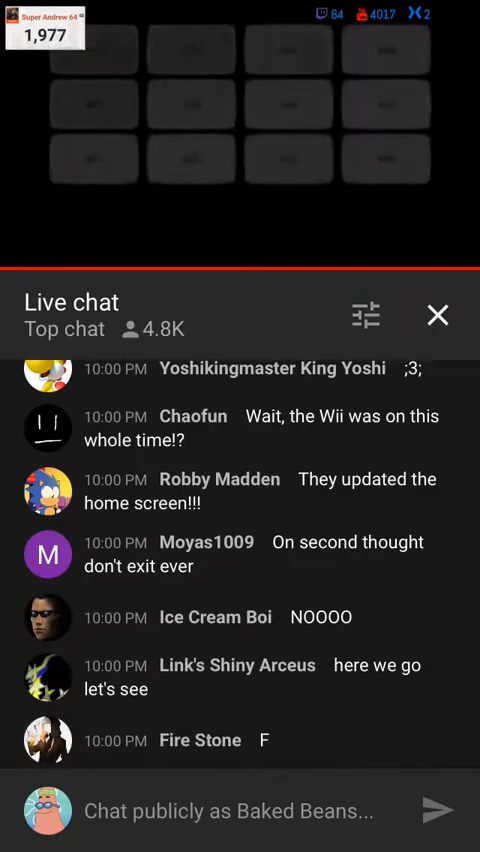 Super Andrew 64
1,977
64 4017 2
Live chat
Top chat 4.8K
10:00 PM Yoshikingmaster King Yoshi ;3;
10:00 PM Chaofun Wait, the Wii was on this
whole time!?
10:00 PM Robby Madden They updated the
home screen!!!
M 10:00 PM Moyas1009 On second thought
don't exit ever
10:00 PM Ice Cream Boi NOOOO
10:00 PM Link's Shiny Arceus here we go
let's see
10:00 PM Fire Stone F
Chat publicly as Baked Beans...